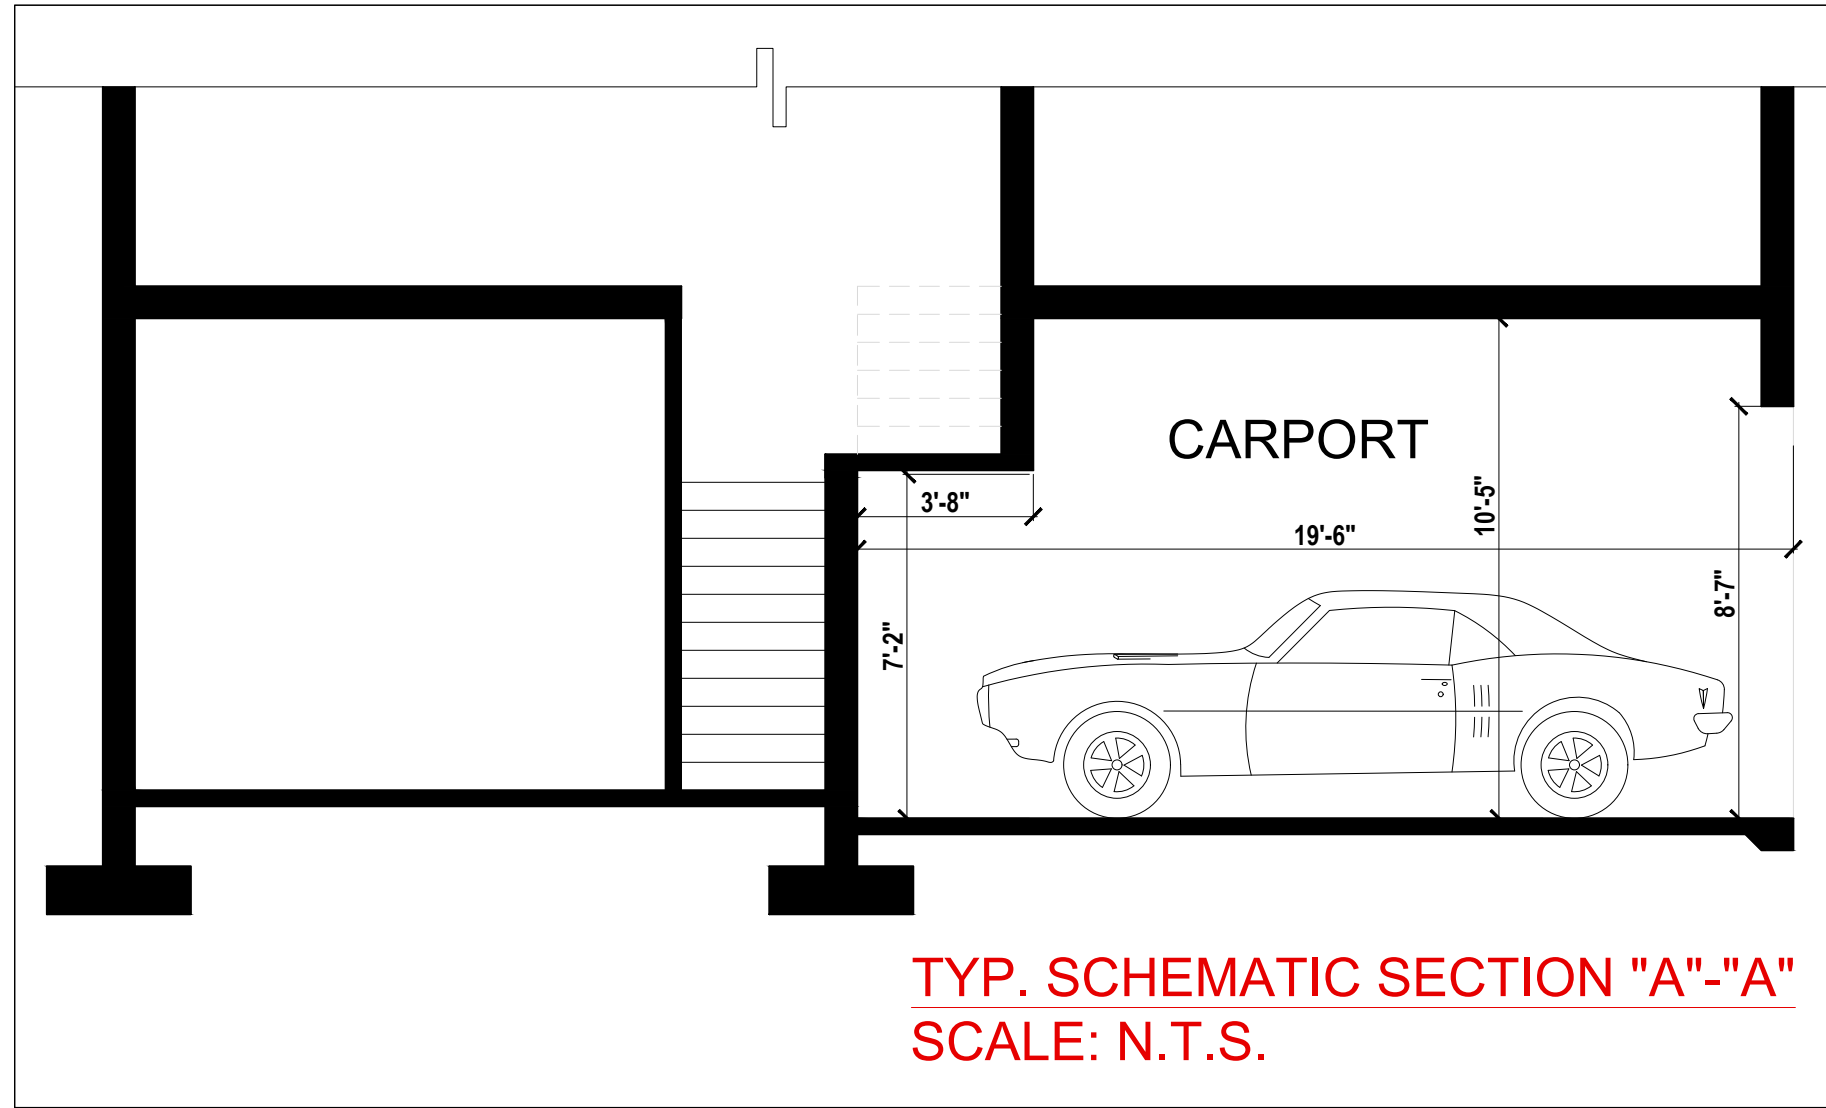 CARPORT
3'-8"
10'-5"
19'-6"
8'-7"
7'-2"
TYP. SCHEMATIC SECTION "A"-"A"
SCALE: N.T.S.